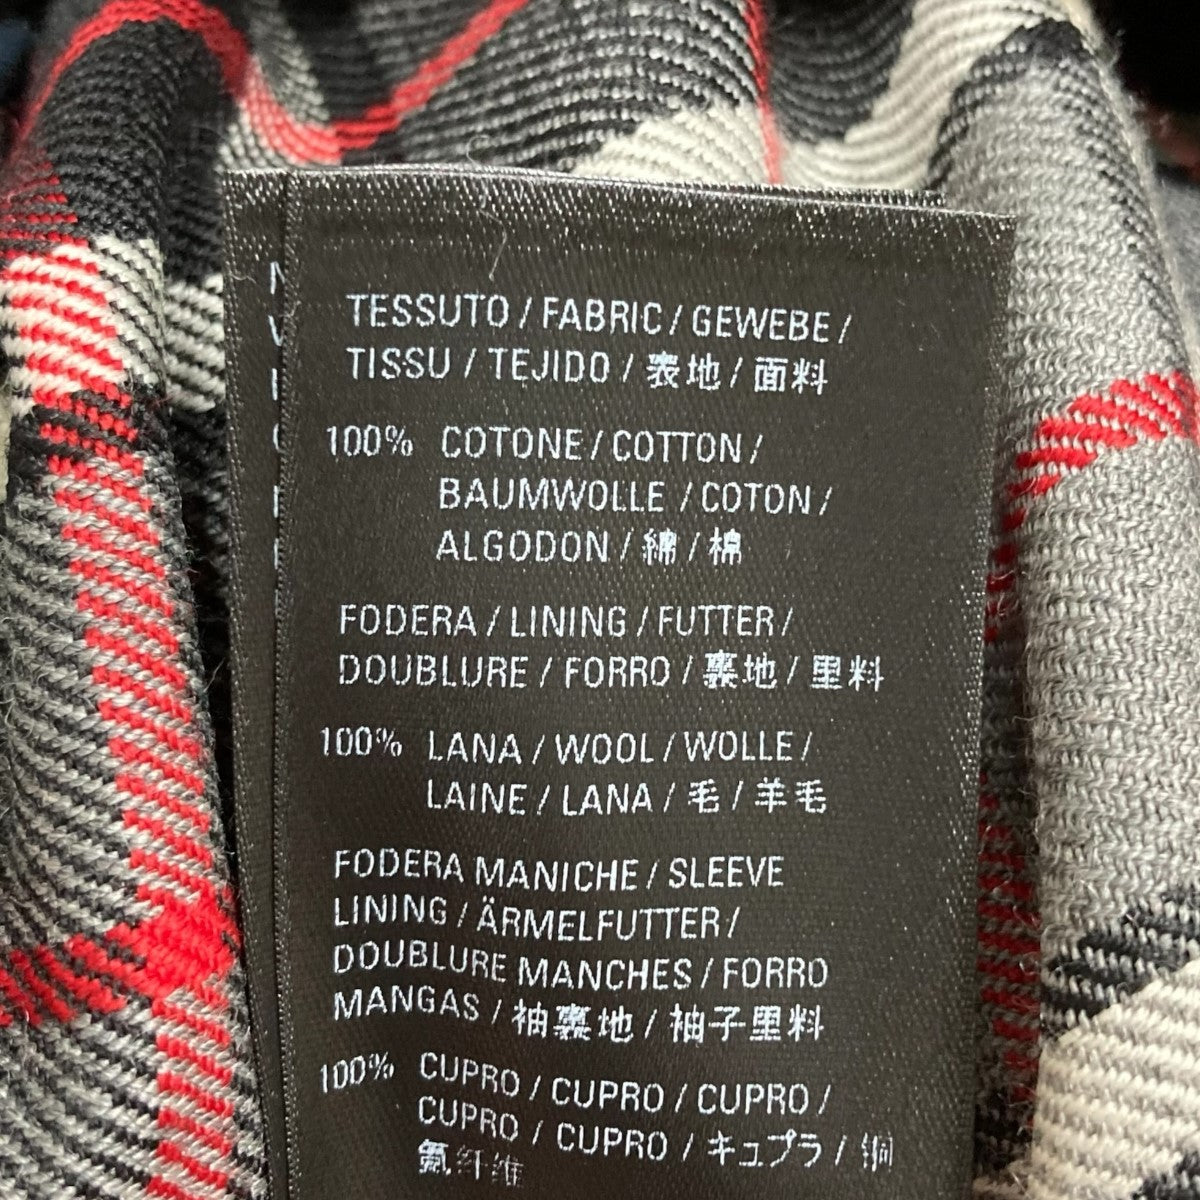 TESSUTO / FABRIC / GEWEBE /
TISSU / TEJIDO / 表地 / 面料
100% COTONE / COTTON /
BAUMWOLLE / COTON /
ALGODON / 綿 / 棉
FODERA / LINING / FUTTER /
DOUBLURE / FORRO / 裏地 / 里料
100% LANA / WOOL / WOLLE /
LAINE / LANA / 毛 / 羊毛
FODERA MANICHE / SLEEVE
LINING / ÄRMELFUTTER /
DOUBLURE MANCHES / FORRO
MANGAS / 袖裏地 / 袖子里料
100% CUPRO / CUPRO / CUPRO /
CUPRO / CUPRO / キュプラ / 铜
氨纤维